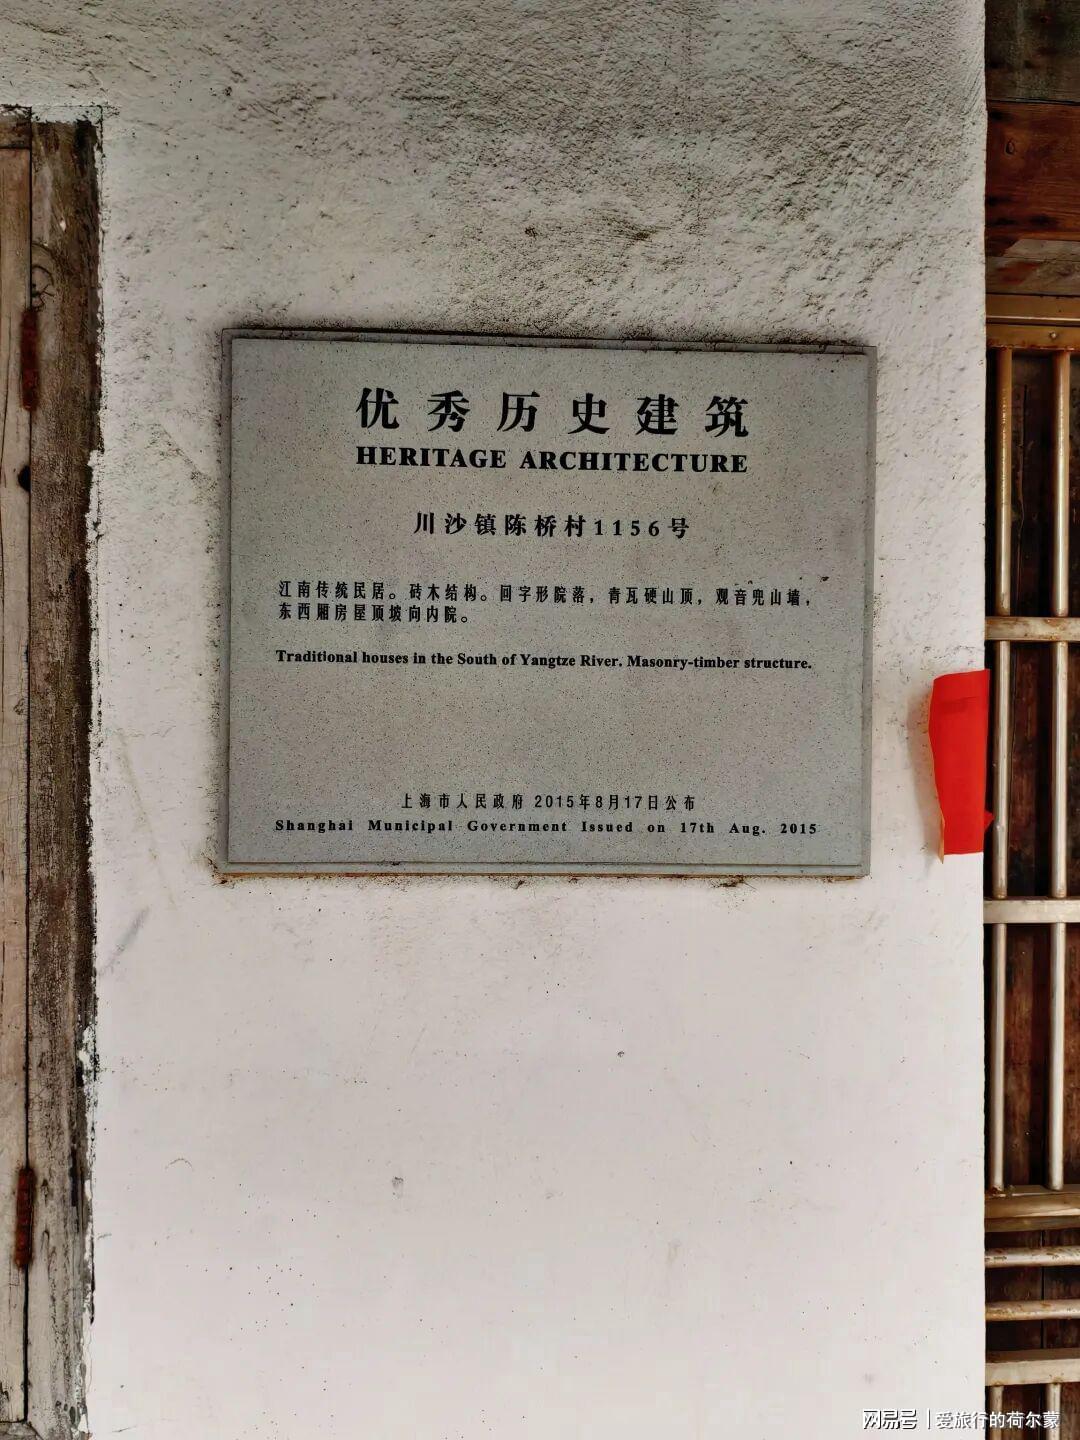 优秀历史建筑
HERITAGE ARCHITECTURE
川沙镇陈桥村1156号
江南传统民居。砖木结构。回字形院落，青瓦硬山顶，观音兜山墙，
东西厢房屋顶坡向内院。
Traditional houses in the South of Yangtze River. Masonry-timber structure.
上海市人民政府 2015年8月17日公布
Shanghai Municipal Government Issued on 17th Aug. 2015
网易号 | 爱旅行的荷尔蒙